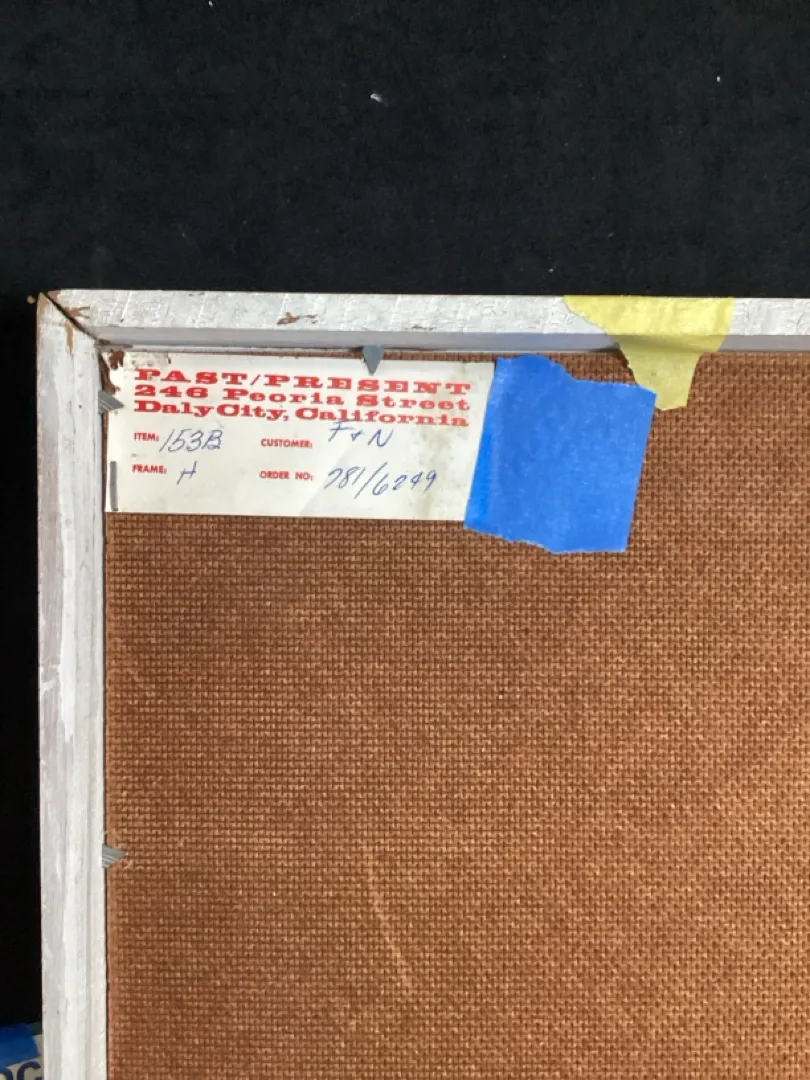 PAST/PRESENT
246 Peoria Street
Daly City, California
ITEM: 153B CUSTOMER: F+N
FRAME: H ORDER NO: 781/6249